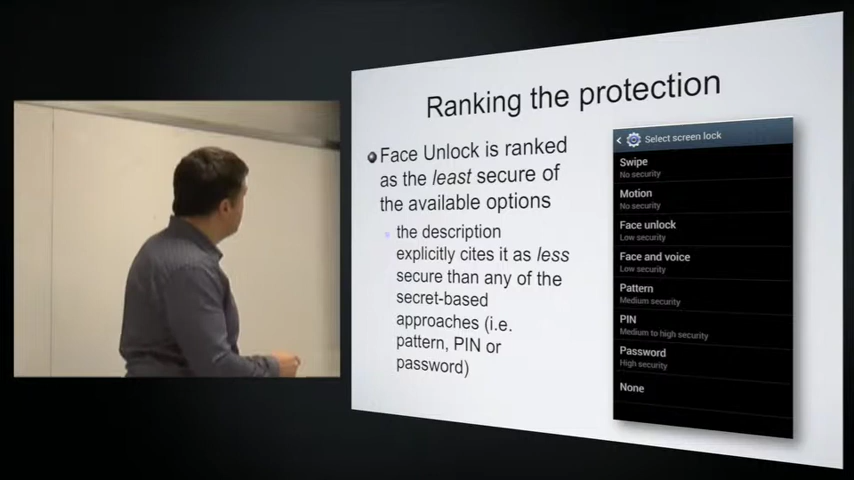 Ranking the protection
Face Unlock is ranked
as the least secure of
the available options
the description
explicitly cites it as less
secure than any of the
secret-based
approaches (i.e.
pattern, PIN or
password)
Select screen lock
Swipe
No security
Motion
No security
Face unlock
Low security
Face and voice
Low security
Pattern
Medium security
PIN
Medium to high security
Password
High security
None